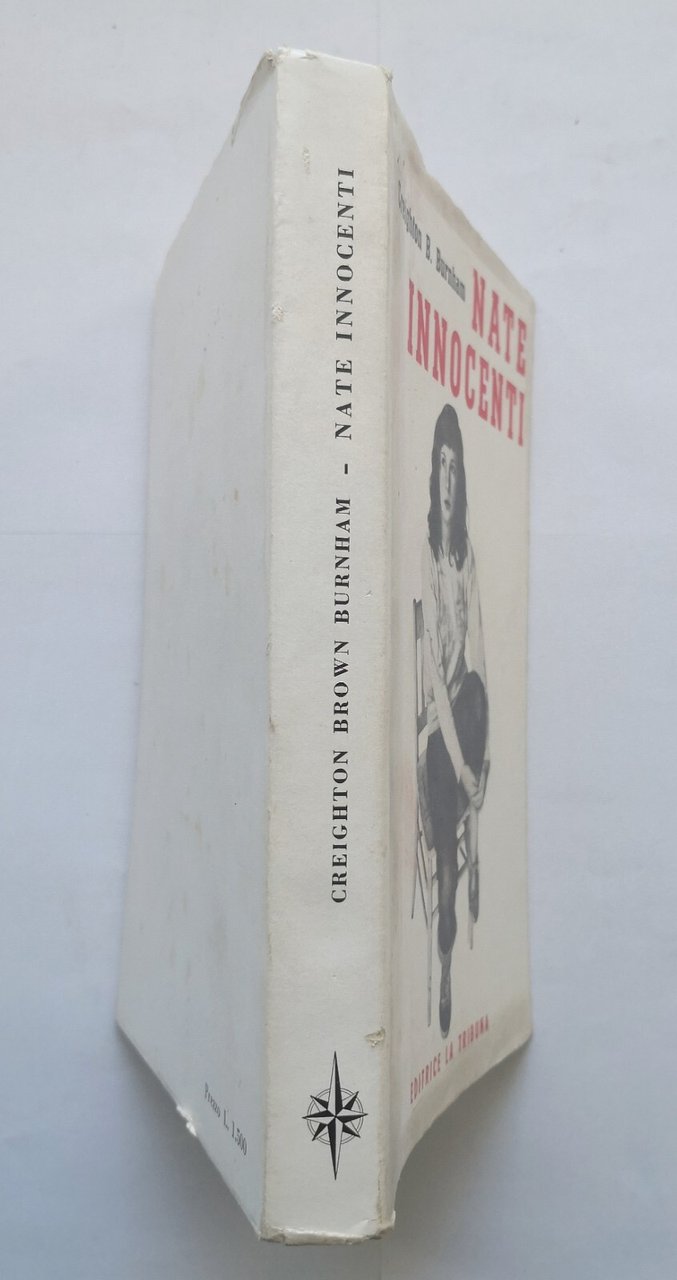 CREIGHTON BROWN BURNHAM – NATE INNOCENTI
Creighton B. Burnham
NATE
INNOCENTI
EDITRICE LA TRIBUNA
Prezzo L. 1.500